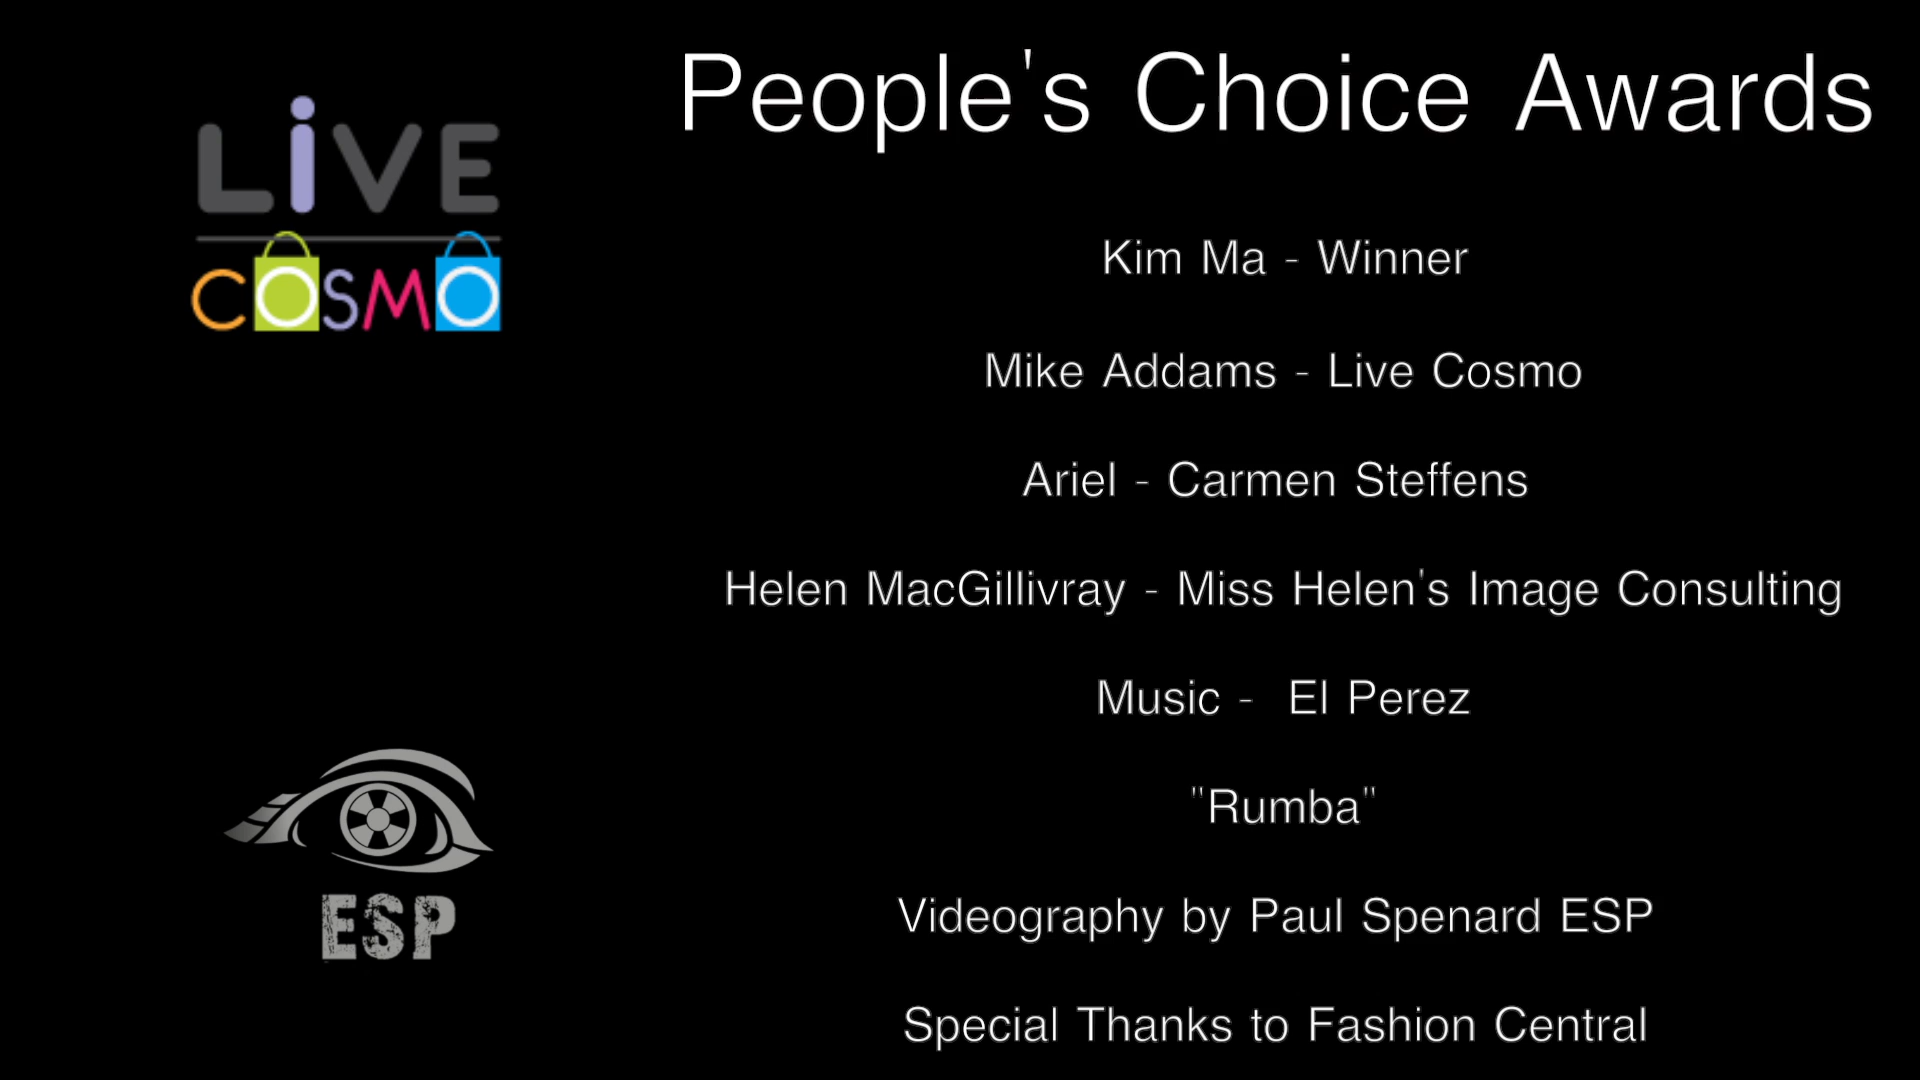 People's Choice Awards
LiVE
COSMO
Kim Ma - Winner
Mike Addams - Live Cosmo
Ariel - Carmen Steffens
Helen MacGillivray - Miss Helen's Image Consulting
Music -  El Perez
"Rumba"
Videography by Paul Spenard ESP
ESP
Special Thanks to Fashion Central